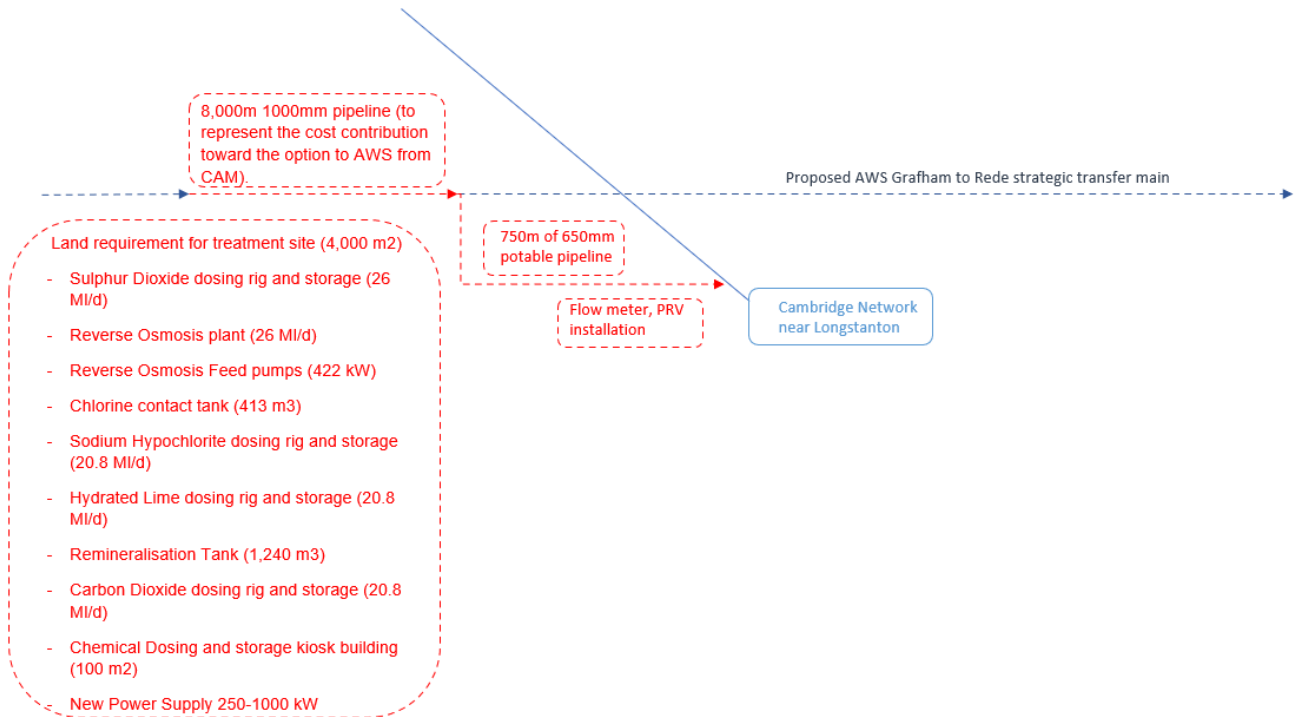 8,000m 1000mm pipeline (to
represent the cost contribution
toward the option to AWS from
CAM).
Proposed AWS Grafham to Rede strategic transfer main
Land requirement for treatment site (4,000 m2)
- Sulphur Dioxide dosing rig and storage (26
Ml/d)
- Reverse Osmosis plant (26 Ml/d)
- Reverse Osmosis Feed pumps (422 kW)
- Chlorine contact tank (413 m3)
- Sodium Hypochlorite dosing rig and storage
(20.8 Ml/d)
- Hydrated Lime dosing rig and storage (20.8
Ml/d)
- Remineralisation Tank (1,240 m3)
- Carbon Dioxide dosing rig and storage (20.8
Ml/d)
- Chemical Dosing and storage kiosk building
(100 m2)
- New Power Supply 250-1000 kW
750m of 650mm
potable pipeline
Flow meter, PRV
installation
Cambridge Network
near Longstanton